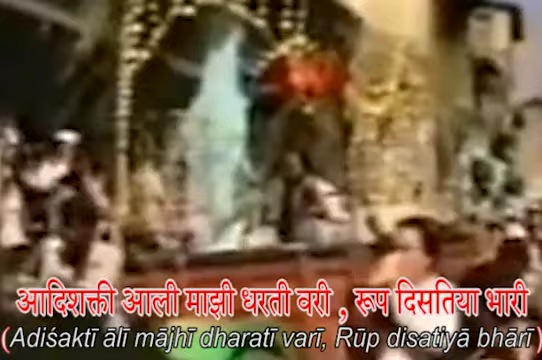 आदिशक्ती आली माझी धरती वरी , रूप दिसतिया भारी
(Adiśaktī ālī mājhī dharatī varī, Rūp disatiyā bhārī)